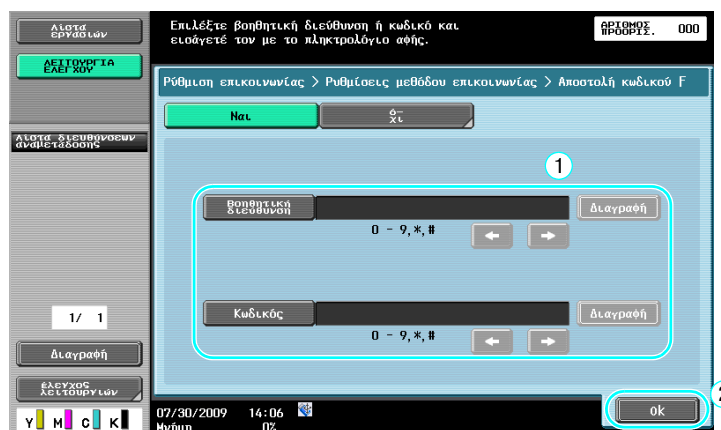 Λίστα
εργασιών
ΛΕΙΤΟΥΡΓΙΑ
ΕΛΕΓΧΟΥ
Λίστα διευθύνσεων
αναμετάδοσης
1/ 1
Διαγραφή
έλεγχος
λειτουργιών
Y M C K
Επιλέξτε βοηθητική διεύθυνση ή κωδικό και
εισάγετέ τον με το πληκτρολόγιο αφής.
ΑΡΙΘΜΟΣ
ΠΡΟΟΡΙΣ. 000
Ρύθμιση επικοινωνίας > Ρυθμίσεις μεθόδου επικοινωνίας > Αποστολή κωδικού F
Ναι
ό-
χι
1
Βοηθητική
διεύθυνση
Διαγραφή
0 - 9,*,#
Κωδικός
Διαγραφή
0 - 9,*,#
2
07/30/2009 14:06
Μνήμη 0%
Ok